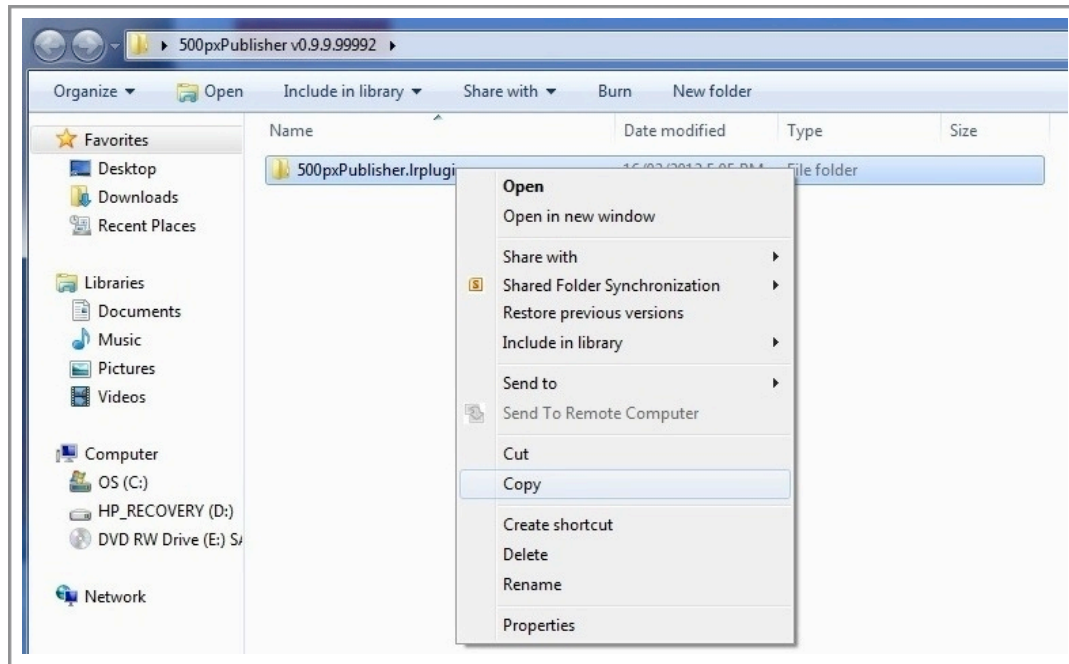 500pxPublisher v0.9.9.99992
Organize Open Include in library Share with Burn New folder
Name Date modified Type Size
Favorites
Desktop
Downloads
Recent Places
Libraries
Documents
Music
Pictures
Videos
Computer
OS (C:)
HP_RECOVERY (D:)
DVD RW Drive (E:)
Network
500pxPublisher.lrplugin File folder
Open
Open in new window
Share with
S Shared Folder Synchronization
Restore previous versions
Include in library
Send to
Send To Remote Computer
Cut
Copy
Create shortcut
Delete
Rename
Properties